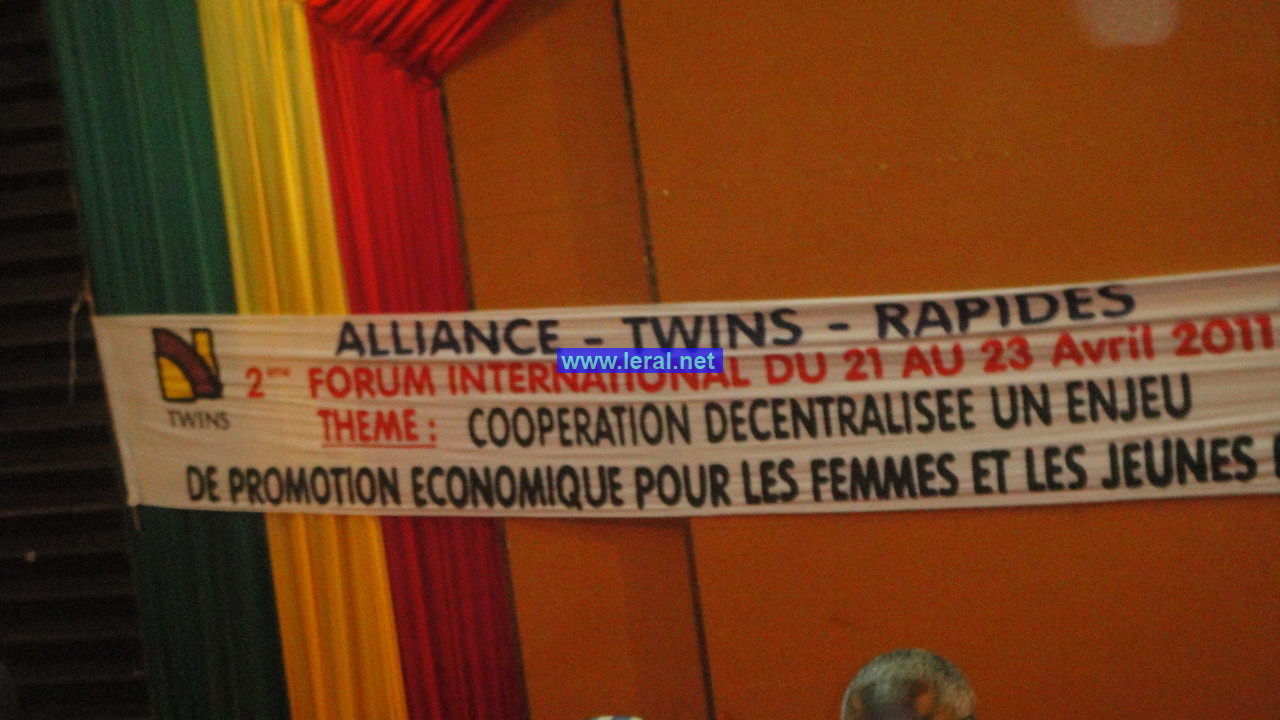 ALLIANCE - TWINS - RAPIDES
2ème FORUM INTERNATIONAL DU 21 AU 23 Avril 2011
THEME : COOPERATION DECENTRALISEE UN ENJEU
DE PROMOTION ECONOMIQUE POUR LES FEMMES ET LES JEUNES
TWINS
www.leral.net